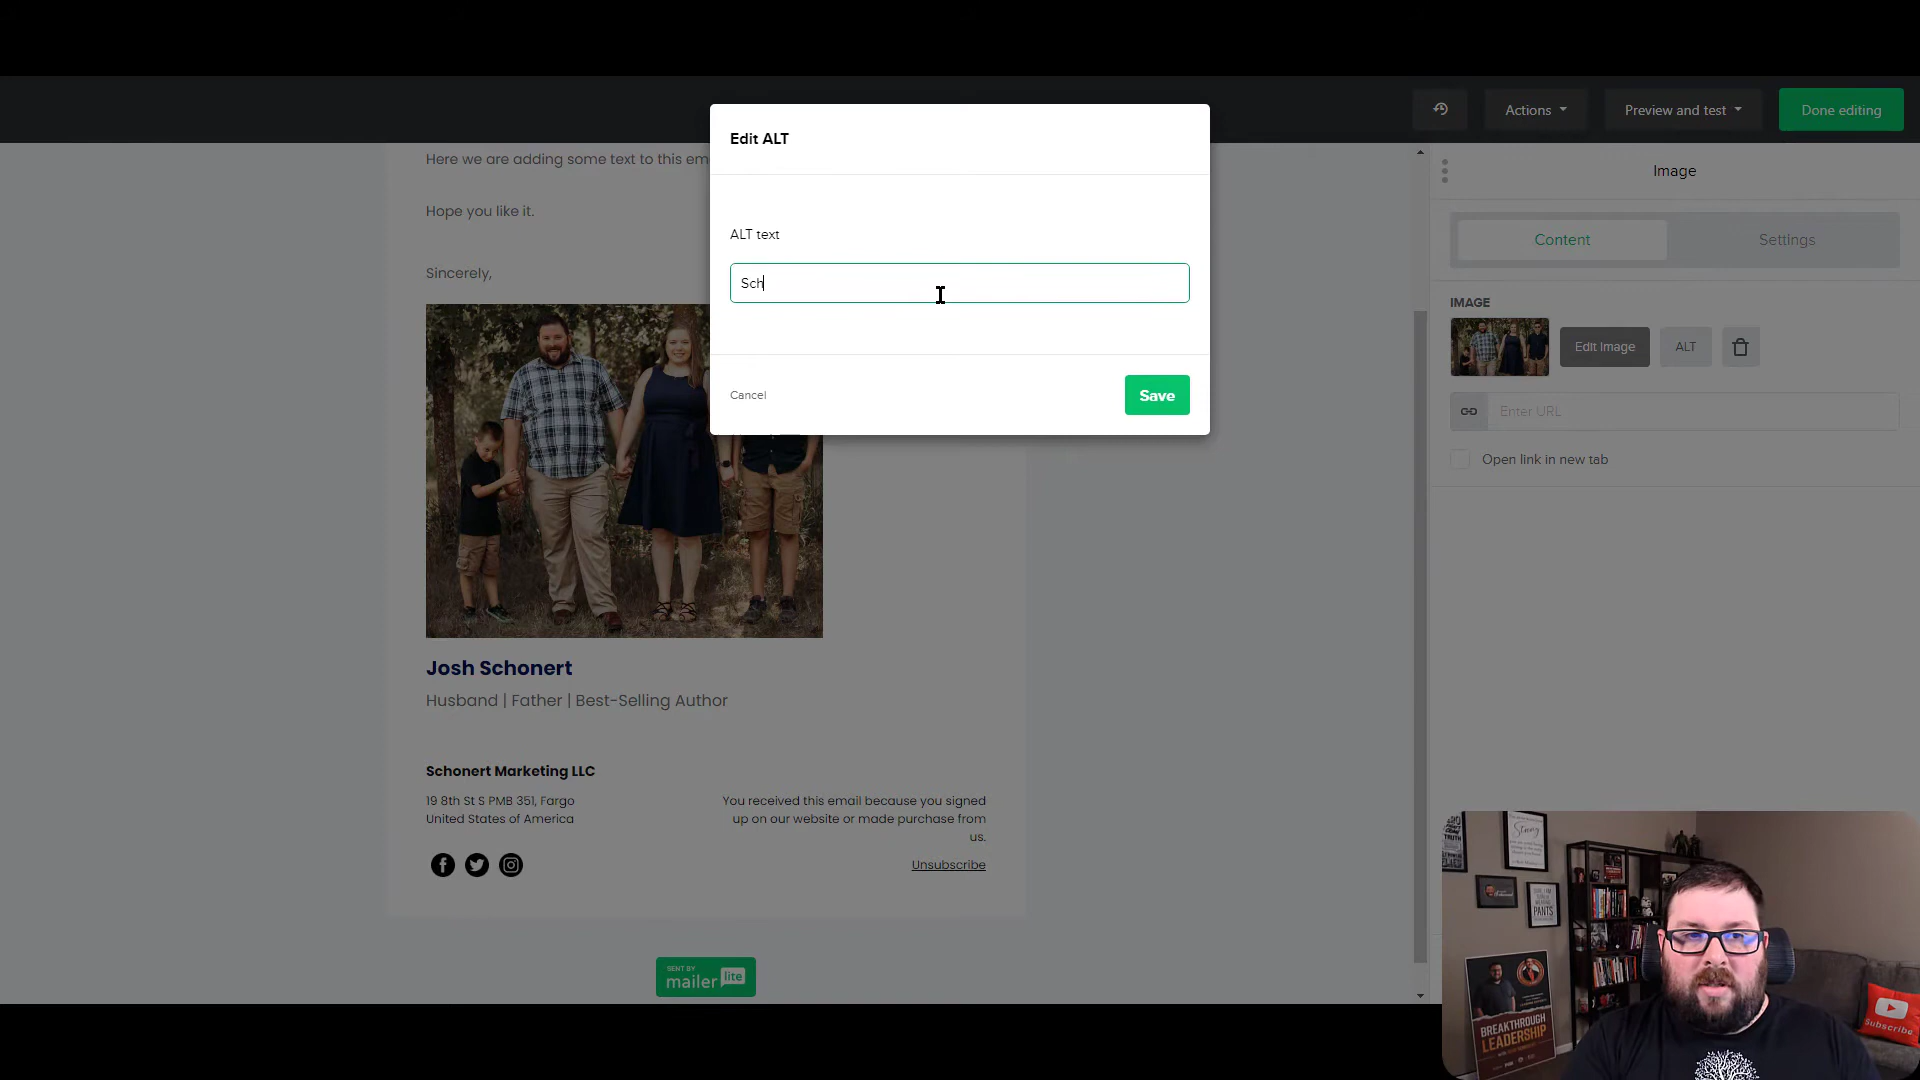 Actions
Preview and test
Done editing
Edit ALT
ALT text
Sch
Cancel
Save
Here we are adding some text to this em
Hope you like it.
Sincerely,
Josh Schonert
Husband | Father | Best-Selling Author
Schonert Marketing LLC
19 8th St S PMB 351, Fargo
United States of America
You received this email because you signed
up on our website or made purchase from
us.
Unsubscribe
SENT BY
mailer lite
Image
Content
Settings
IMAGE
Edit Image
ALT
Enter URL
Open link in new tab
Strong
PANTS
BREAKTHROUGH
LEADERSHIP
Subscribe